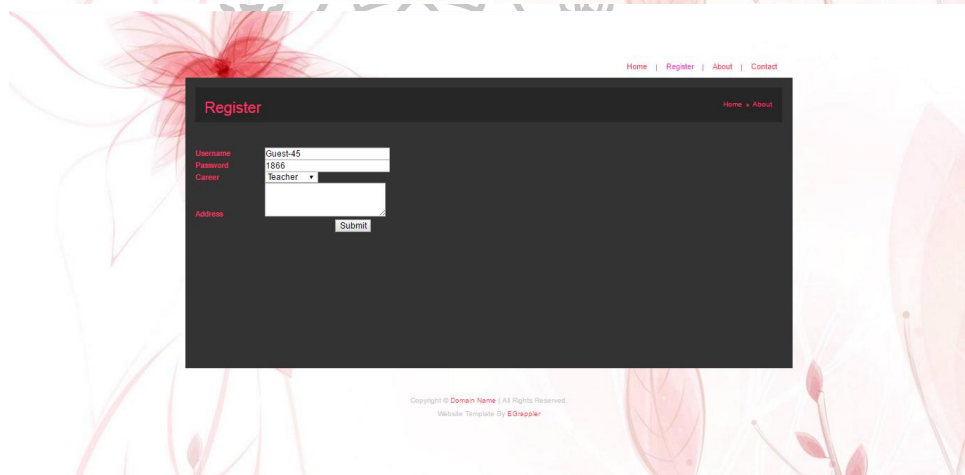 Home | Register | About | Contact
Register
Home » About
Username Guest-45
Password 1866
Career Teacher
Address
Submit
Copyright © Domain Name | All Rights Reserved
Website Template By EGrappler